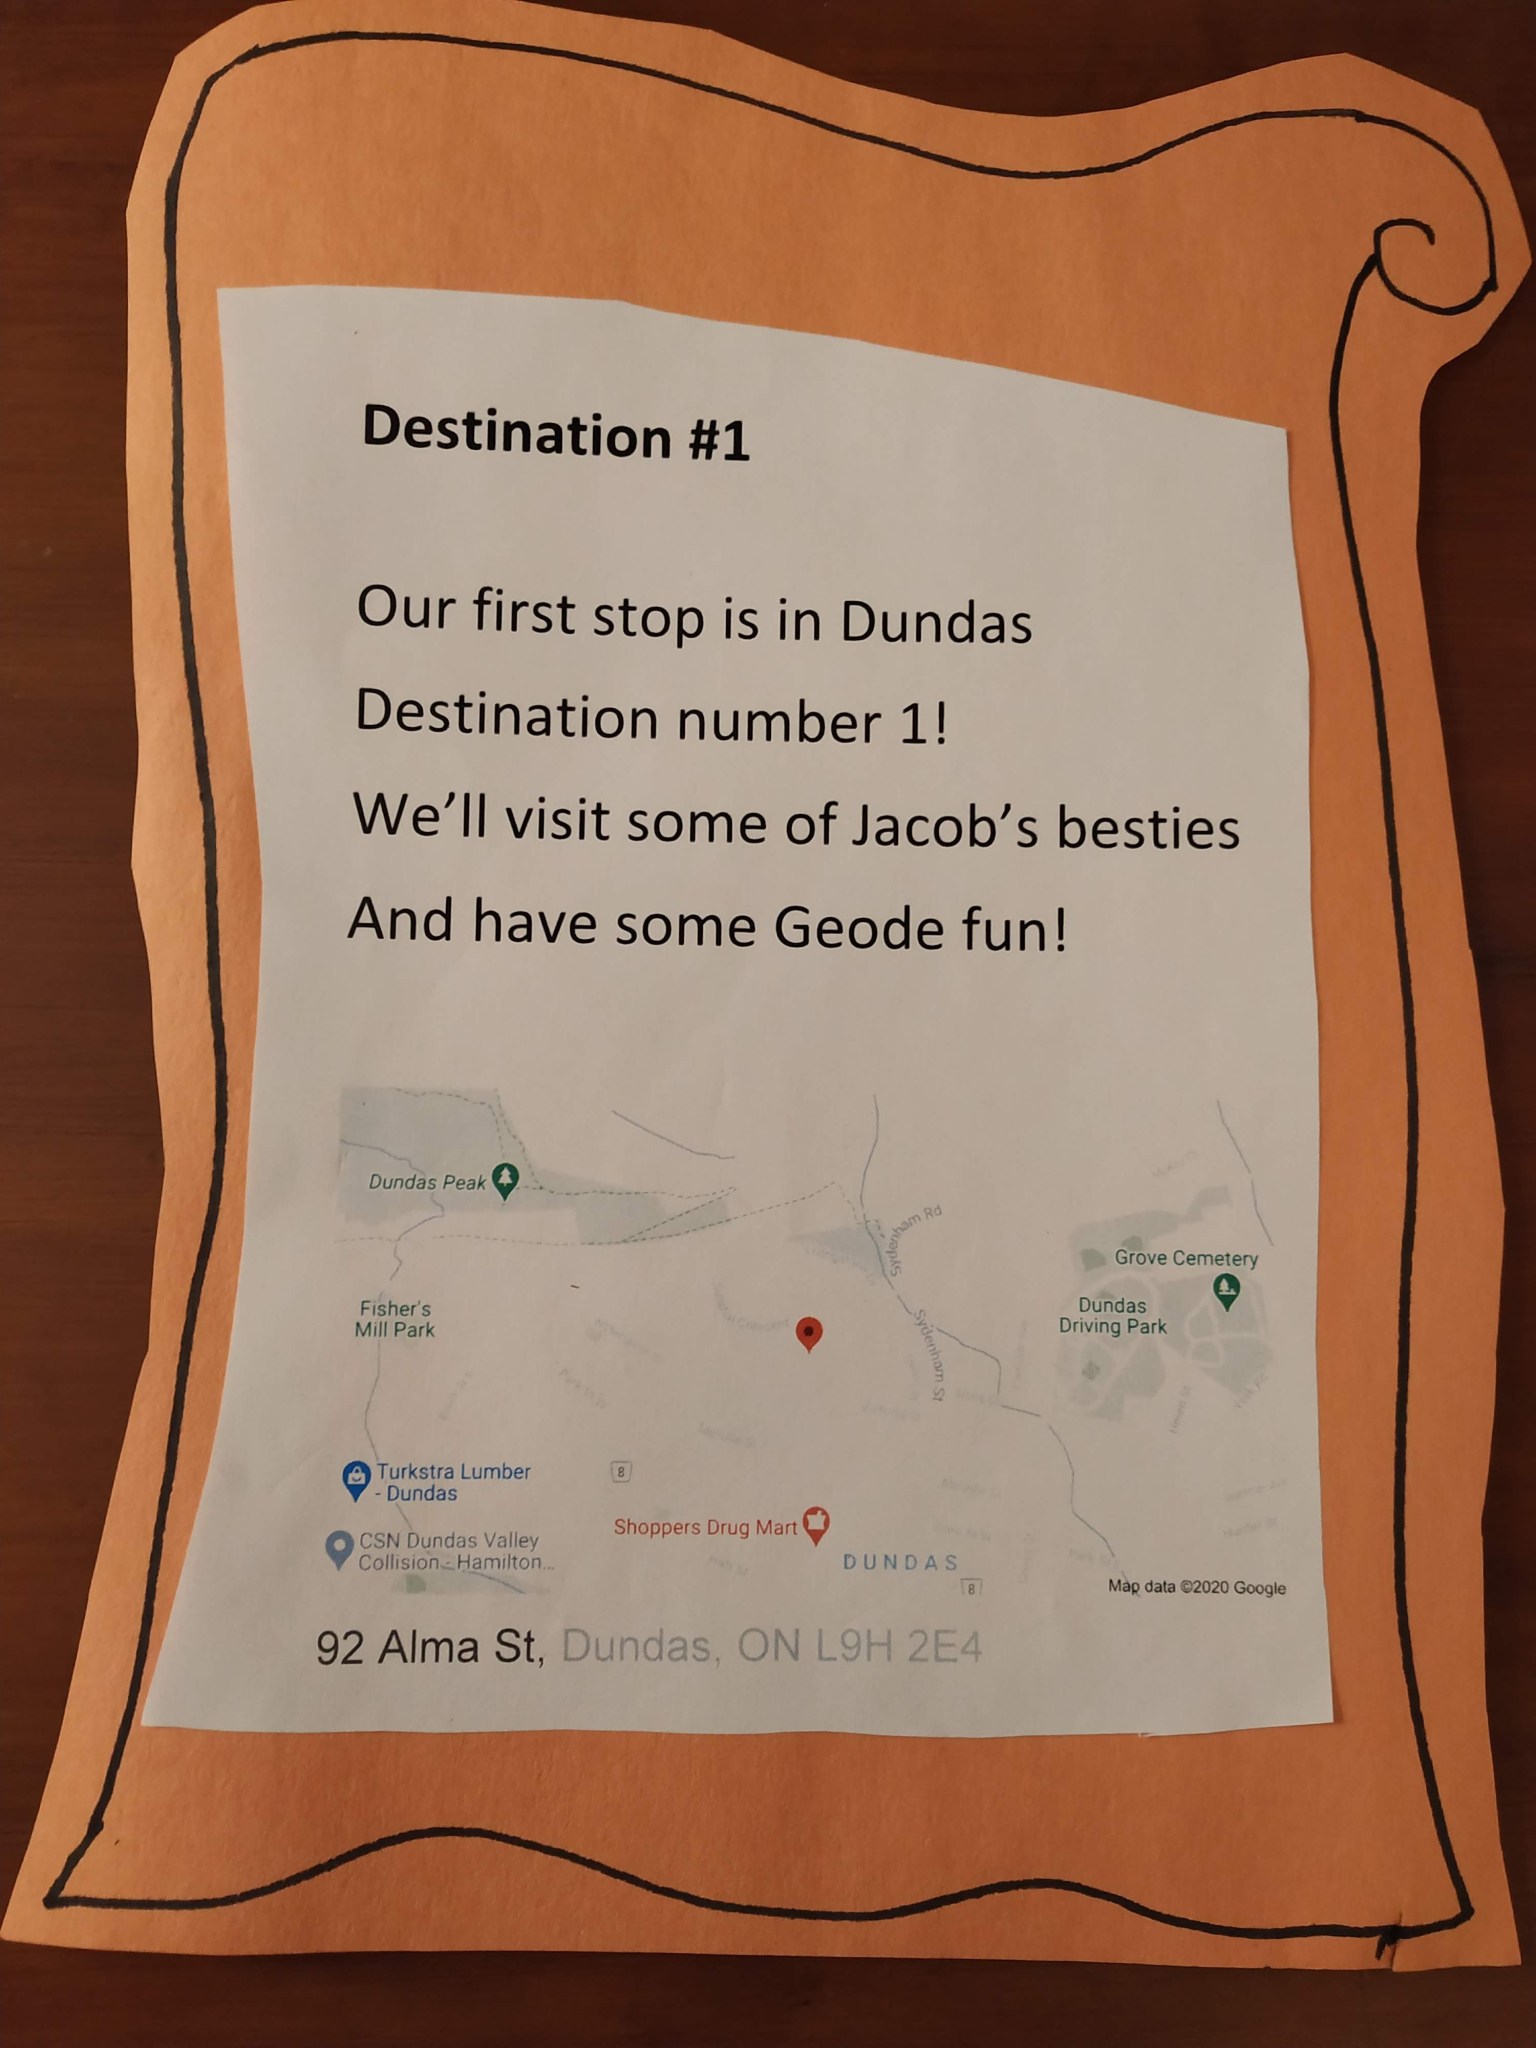 Destination #1
Our first stop is in Dundas
Destination number 1!
We'll visit some of Jacob's besties
And have some Geode fun!
Dundas Peak
Sydenham Rd
Grove Cemetery
Fisher's
Mill Park
Dundas
Driving Park
Sydenham St
Turkstra Lumber
- Dundas
8
Shoppers Drug Mart
CSN Dundas Valley
Collision - Hamilton...
DUNDAS
8
Map data ©2020 Google
92 Alma St, Dundas, ON L9H 2E4